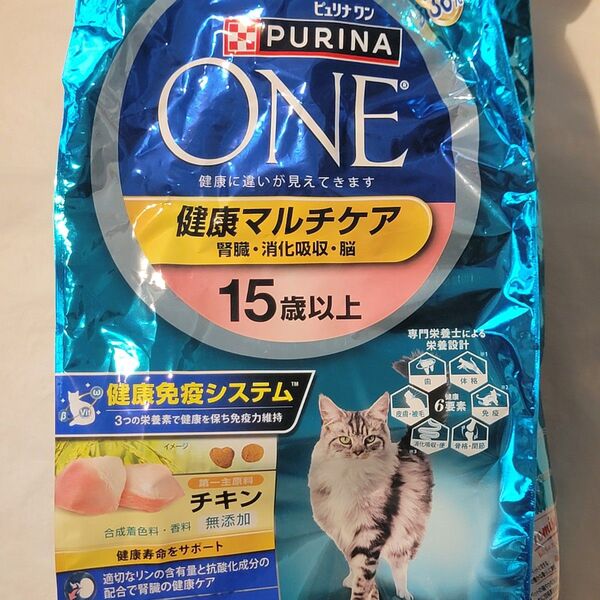 ピュリナ ワン
PURINA
ONE®
健康に違いが見えてきます
健康マルチケア
腎臓・消化吸収・脳
15歳以上
専門栄養士による
栄養設計
歯
体格
皮膚・被毛
健康
6要素
免疫
消化吸収・便
骨格・関節
ω
β
Vit
健康免疫システム™
3つの栄養素で健康を保ち免疫力維持
イメージ
第一主原料
チキン
合成着色料・香料
無添加
健康寿命をサポート
適切なリンの含有量と抗酸化成分の
配合で腎臓の健康ケア